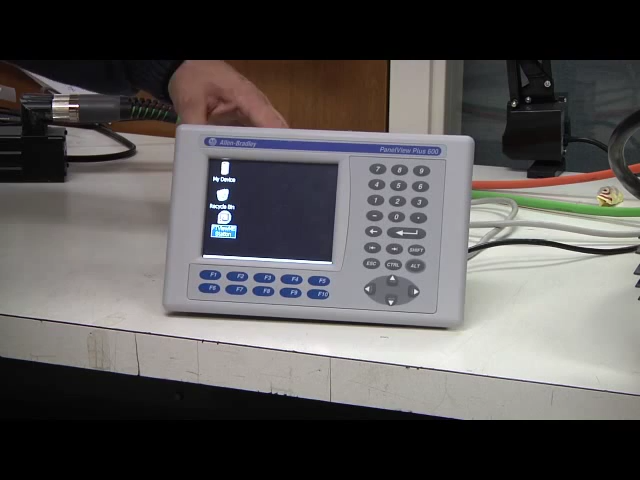 Allen-Bradley
PanelView Plus 600
My Device
Recycle Bin
Station
7 8 9
4 5 6
1 2 3
- 0 .
SHIFT
ESC CTRL ALT
F1 F2 F3 F4 F5
F6 F7 F8 F9 F10